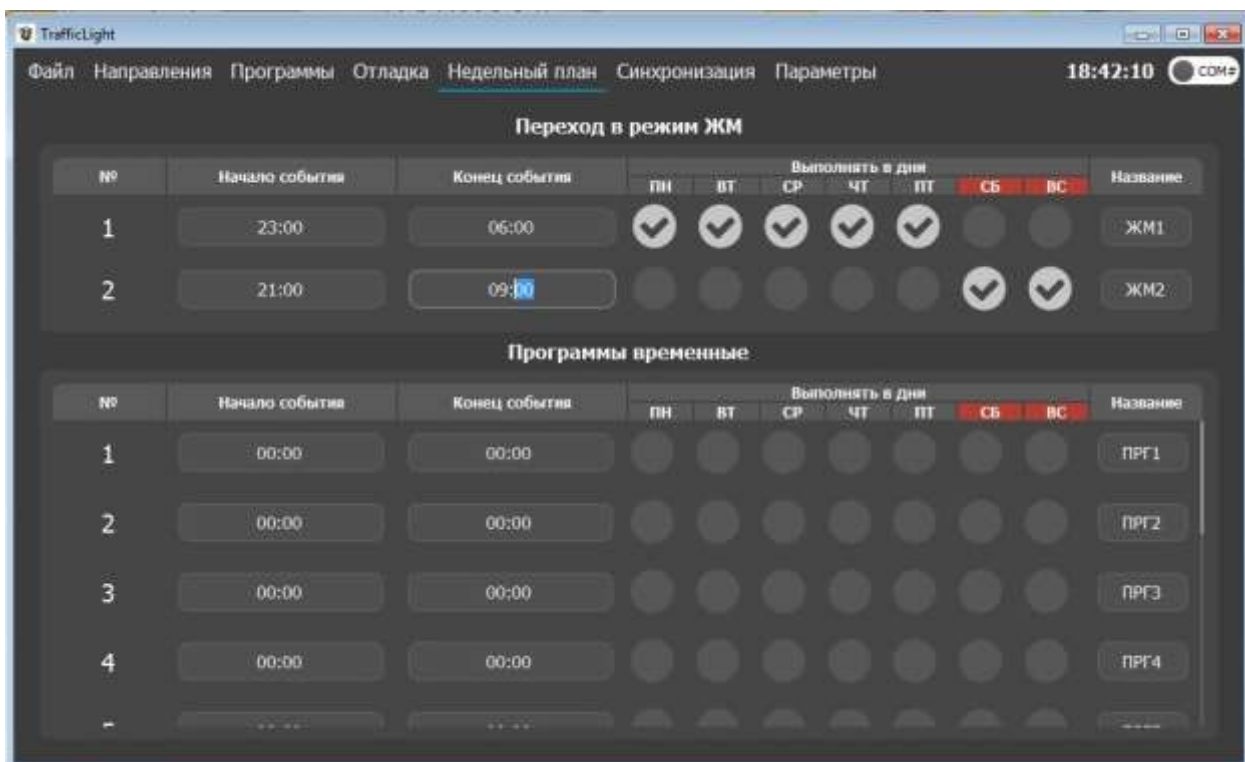 TrafficLight
Файл Направления Программы Отладка Недельный план Синхронизация Параметры 18:42:10 COM
Переход в режим ЖМ
№ Начало события Конец события Выполнять в дни Название
ПН ВТ СР ЧТ ПТ СБ ВС
1 23:00 06:00 ЖМ1
2 21:00 09:00 ЖМ2
Программы временные
№ Начало события Конец события Выполнять в дни Название
ПН ВТ СР ЧТ ПТ СБ ВС
1 00:00 00:00 ПРГ1
2 00:00 00:00 ПРГ2
3 00:00 00:00 ПРГ3
4 00:00 00:00 ПРГ4